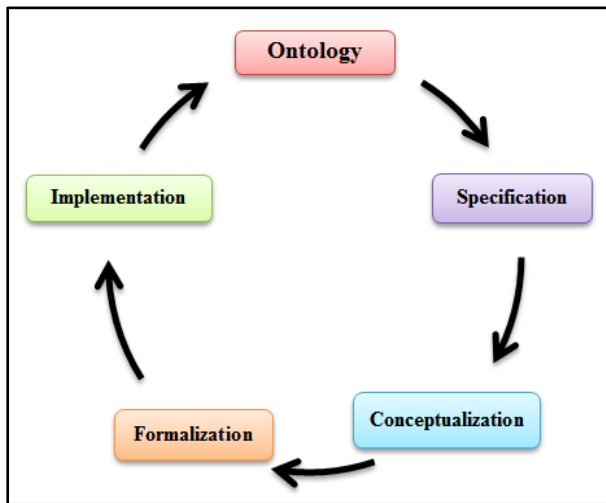 Ontology
Specification
Conceptualization
Formalization
Implementation